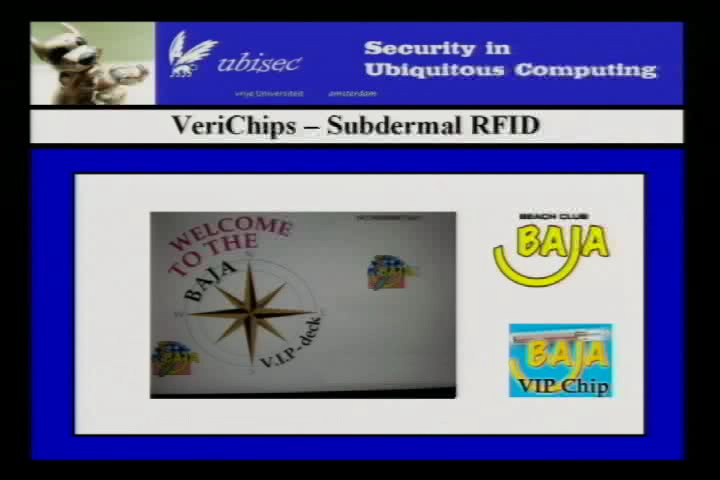 ubisec
Security in
Ubiquitous Computing
vrije Universiteit amsterdam
VeriChips – Subdermal RFID
WELCOME
TO THE
BAJA
V.I.P-deck
BEACH CLUB
BAJA
BAJA
VIP Chip